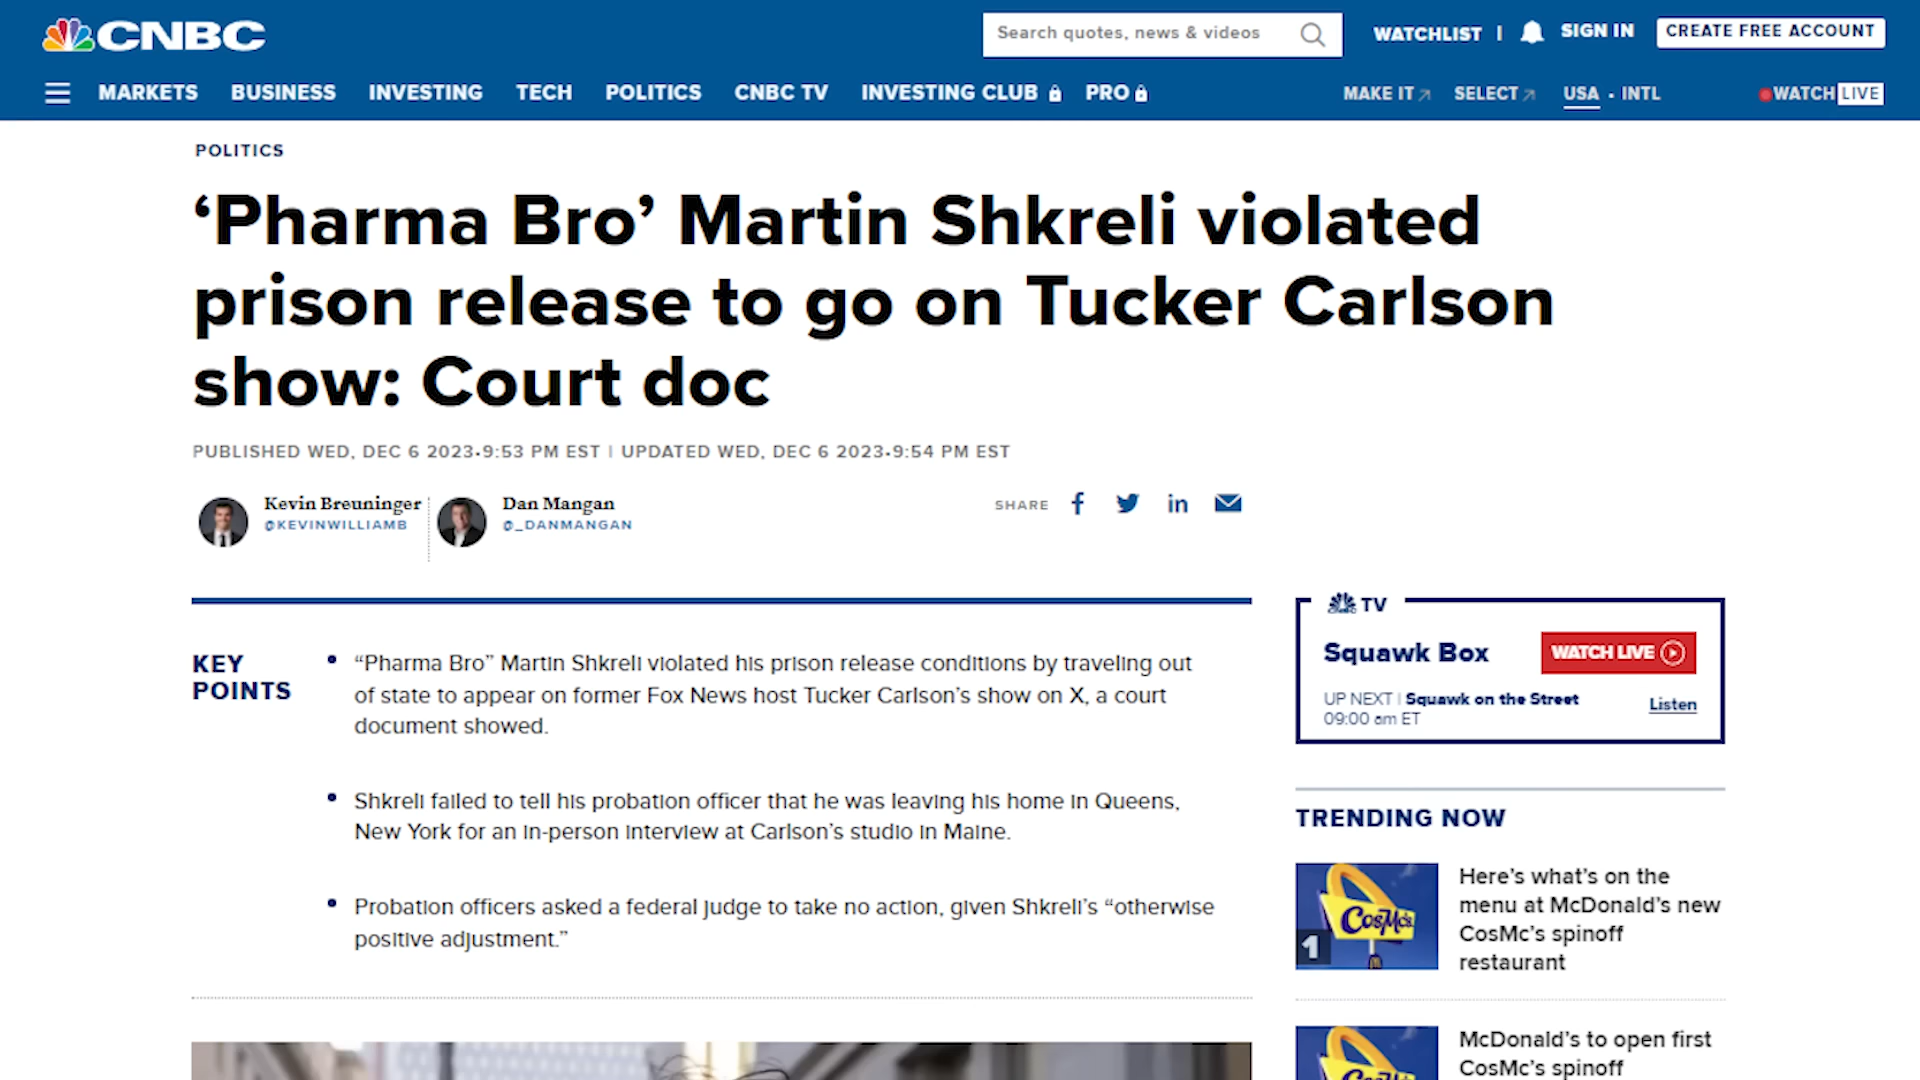 CNBC
Search quotes, news & videos
WATCHLIST |
SIGN IN
CREATE FREE ACCOUNT
MARKETS BUSINESS INVESTING TECH POLITICS CNBC TV INVESTING CLUB PRO
MAKE IT SELECT USA • INTL WATCH LIVE
POLITICS
‘Pharma Bro’ Martin Shkreli violated
prison release to go on Tucker Carlson
show: Court doc
PUBLISHED WED, DEC 6 2023•9:53 PM EST | UPDATED WED, DEC 6 2023•9:54 PM EST
Kevin Breuninger
@KEVINWILLIAMB
Dan Mangan
@_DANMANGAN
SHARE
KEY
POINTS
• “Pharma Bro” Martin Shkreli violated his prison release conditions by traveling out
of state to appear on former Fox News host Tucker Carlson’s show on X, a court
document showed.
• Shkreli failed to tell his probation officer that he was leaving his home in Queens,
New York for an in-person interview at Carlson’s studio in Maine.
• Probation officers asked a federal judge to take no action, given Shkreli’s “otherwise
positive adjustment.”
CNBC TV
Squawk Box
WATCH LIVE
UP NEXT | Squawk on the Street
09:00 am ET
Listen
TRENDING NOW
CosMc's
1
Here’s what’s on the
menu at McDonald’s new
CosMc’s spinoff
restaurant
CosMc's
McDonald’s to open first
CosMc’s spinoff